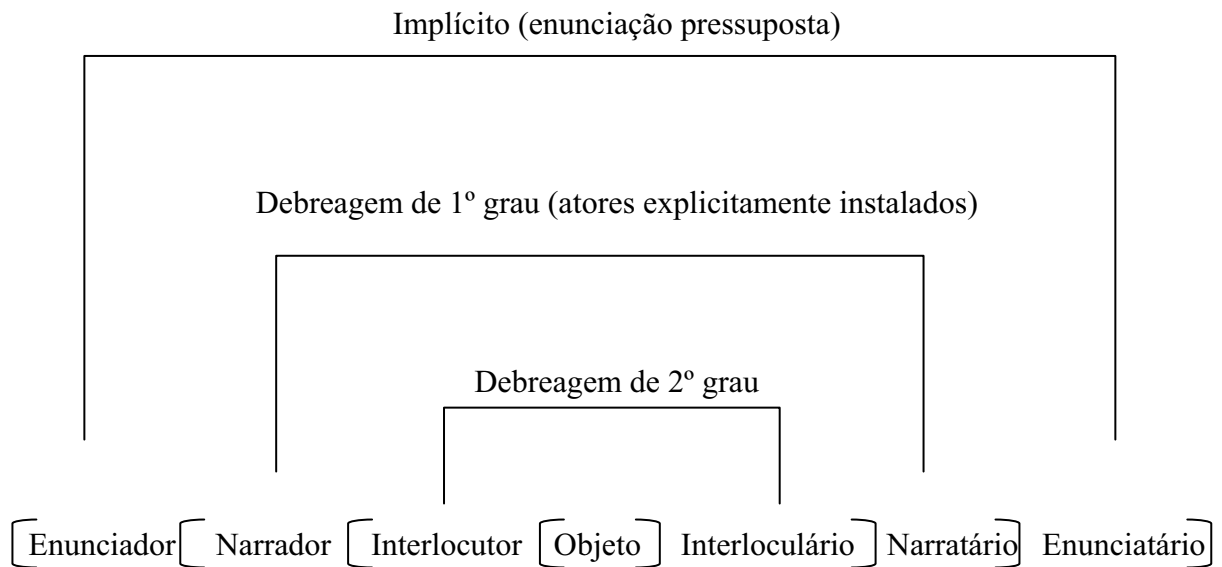 Implícito (enunciação pressuposta)
Debreagem de 1º grau (atores explicitamente instalados)
Debreagem de 2º grau
[Enunciador[ Narrador [ Interlocutor [Objeto] Interloculário ] Narratário] Enunciatário]